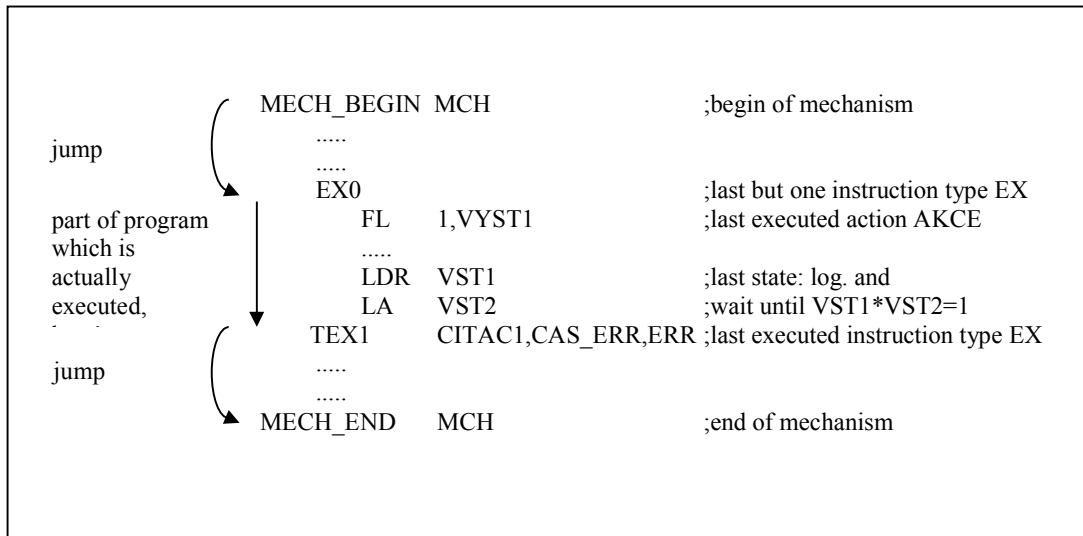 MECH_BEGIN MCH ;begin of mechanism
.....
jump
.....
EX0 ;last but one instruction type EX
part of program FL 1,VYST1 ;last executed action AKCE
which is .....
actually LDR VST1 ;last state: log. and
executed, LA VST2 ;wait until VST1*VST2=1
TEX1 CITAC1,CAS_ERR,ERR ;last executed instruction type EX
jump .....
.....
MECH_END MCH ;end of mechanism